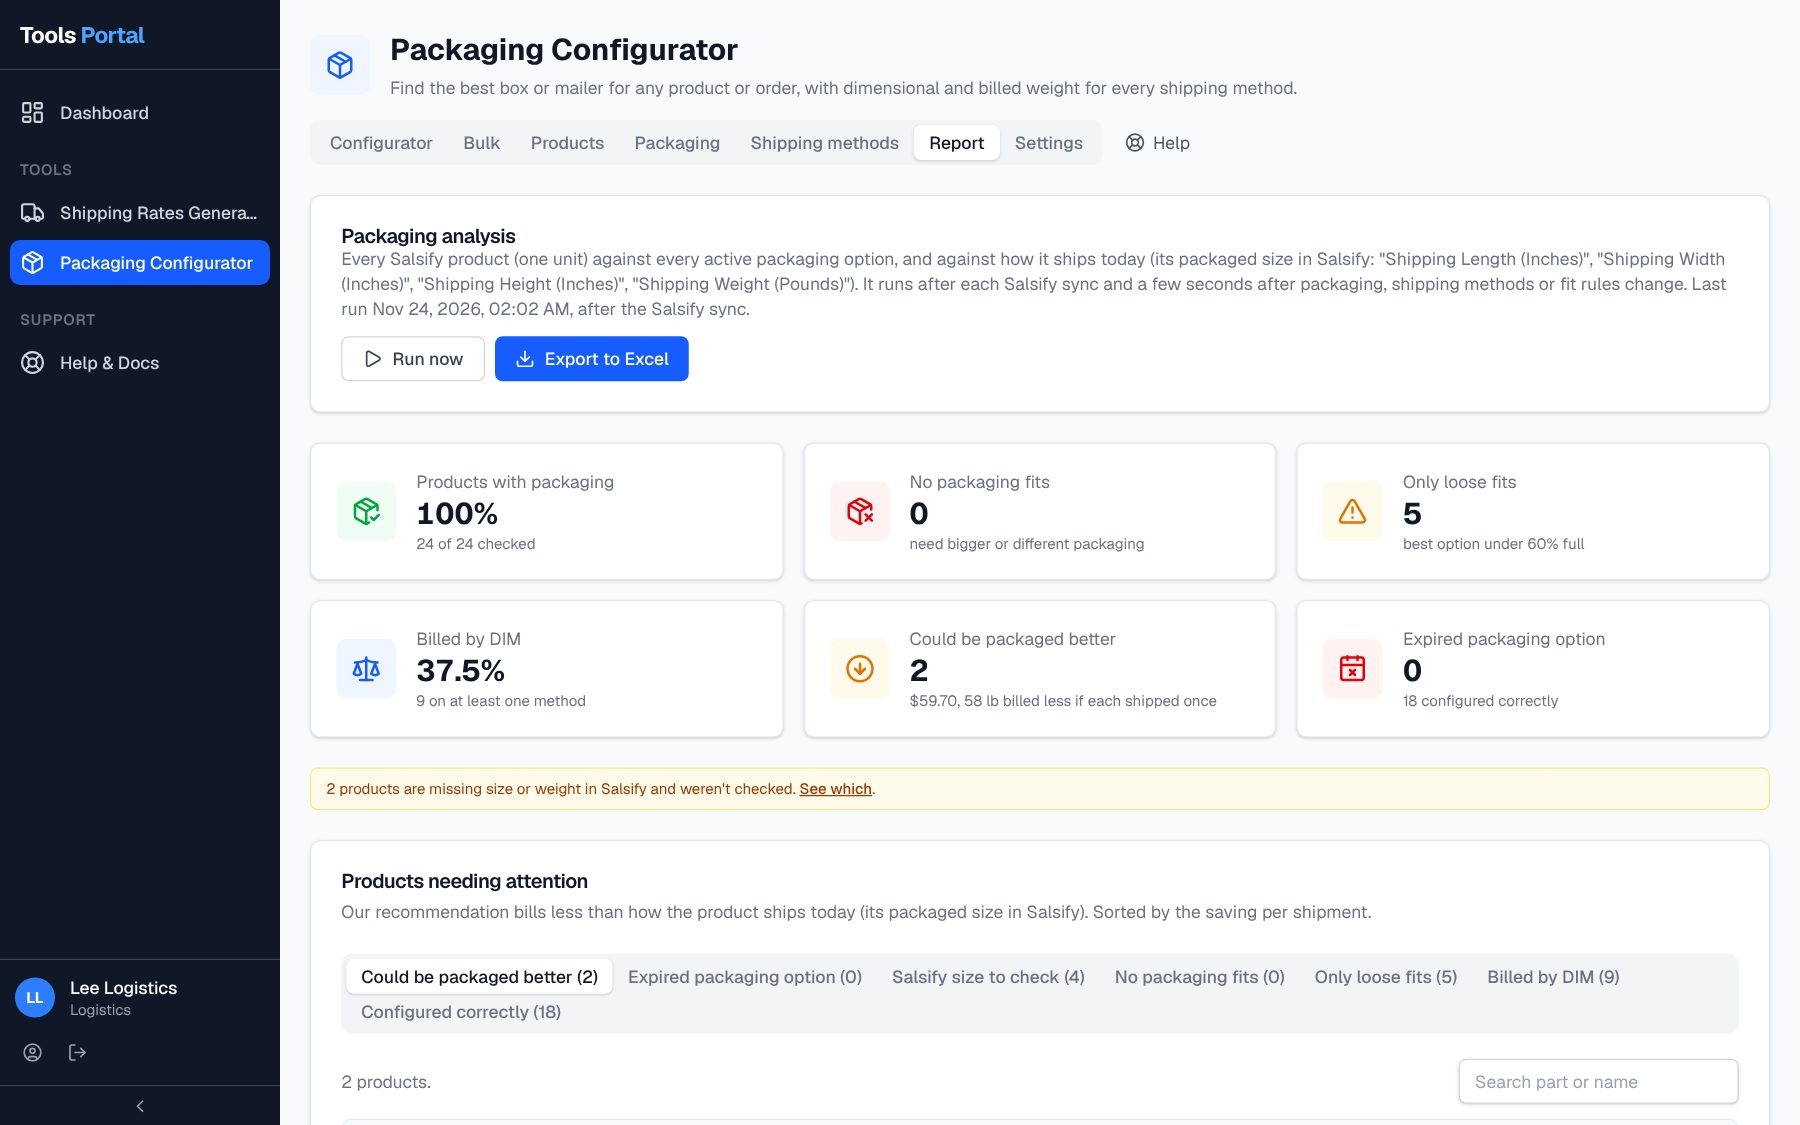 Tools Portal
Dashboard
TOOLS
Shipping Rates Genera...
Packaging Configurator
SUPPORT
Help & Docs
LL
Lee Logistics
Logistics
Packaging Configurator
Find the best box or mailer for any product or order, with dimensional and billed weight for every shipping method.
Configurator Bulk Products Packaging Shipping methods Report Settings Help
Packaging analysis
Every Salsify product (one unit) against every active packaging option, and against how it ships today (its packaged size in Salsify: "Shipping Length (Inches)", "Shipping Width
(Inches)", "Shipping Height (Inches)", "Shipping Weight (Pounds)"). It runs after each Salsify sync and a few seconds after packaging, shipping methods or fit rules change. Last
run Nov 24, 2026, 02:02 AM, after the Salsify sync.
Run now Export to Excel
Products with packaging
100%
24 of 24 checked
No packaging fits
0
need bigger or different packaging
Only loose fits
5
best option under 60% full
Billed by DIM
37.5%
9 on at least one method
Could be packaged better
2
$59.70, 58 lb billed less if each shipped once
Expired packaging option
0
18 configured correctly
2 products are missing size or weight in Salsify and weren't checked. See which.
Products needing attention
Our recommendation bills less than how the product ships today (its packaged size in Salsify). Sorted by the saving per shipment.
Could be packaged better (2) Expired packaging option (0) Salsify size to check (4) No packaging fits (0) Only loose fits (5) Billed by DIM (9)
Configured correctly (18)
2 products.
Search part or name